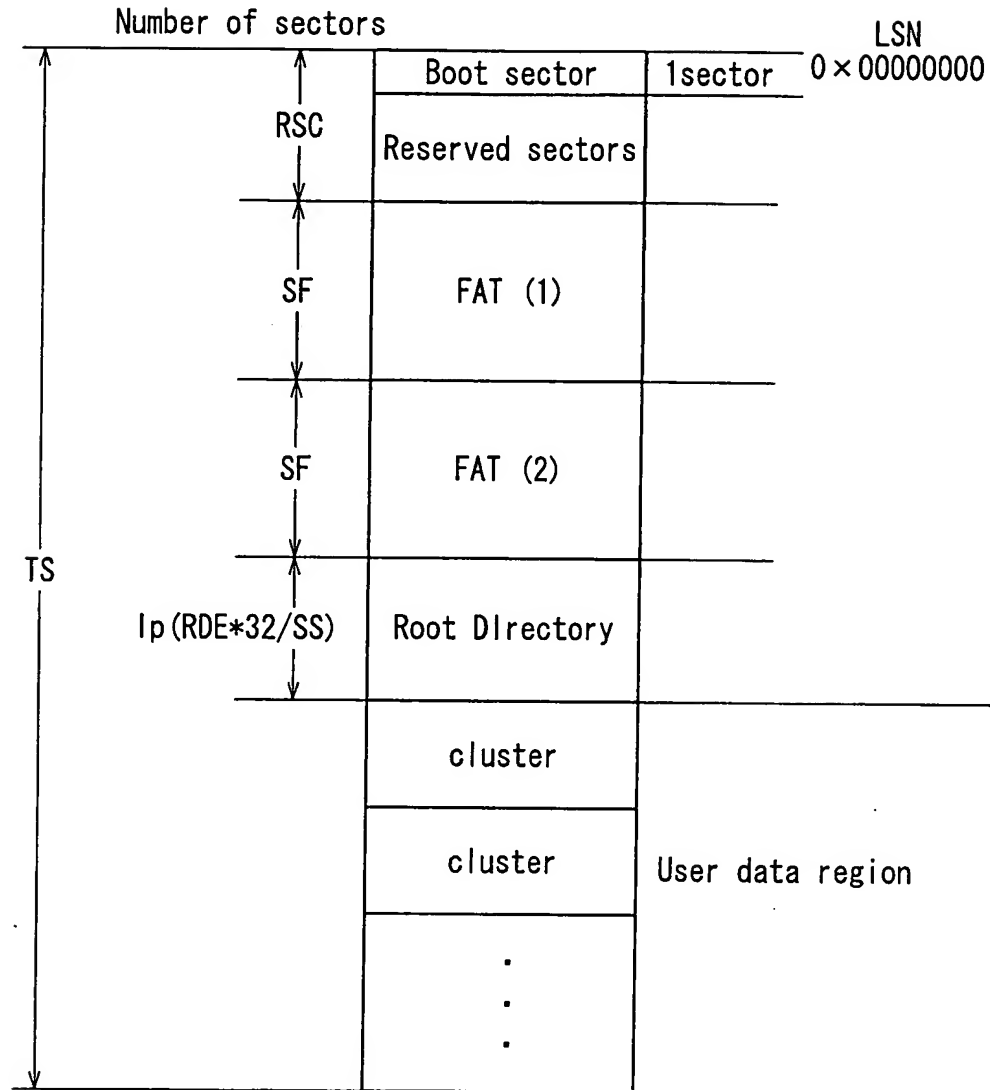 Number of sectors
LSN
0×00000000
Boot sector
1sector
RSC
Reserved sectors
SF
FAT (1)
SF
FAT (2)
TS
Ip(RDE*32/SS)
Root Directory
cluster
cluster
User data region